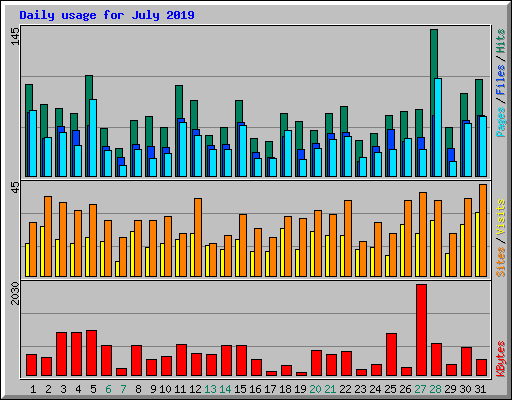 Daily usage for July 2019
145
Pages / Files / Hits
45
Sites / Visits
2030
KBytes
1 2 3 4 5 6 7 8 9 10 11 12 13 14 15 16 17 18 19 20 21 22 23 24 25 26 27 28 29 30 31